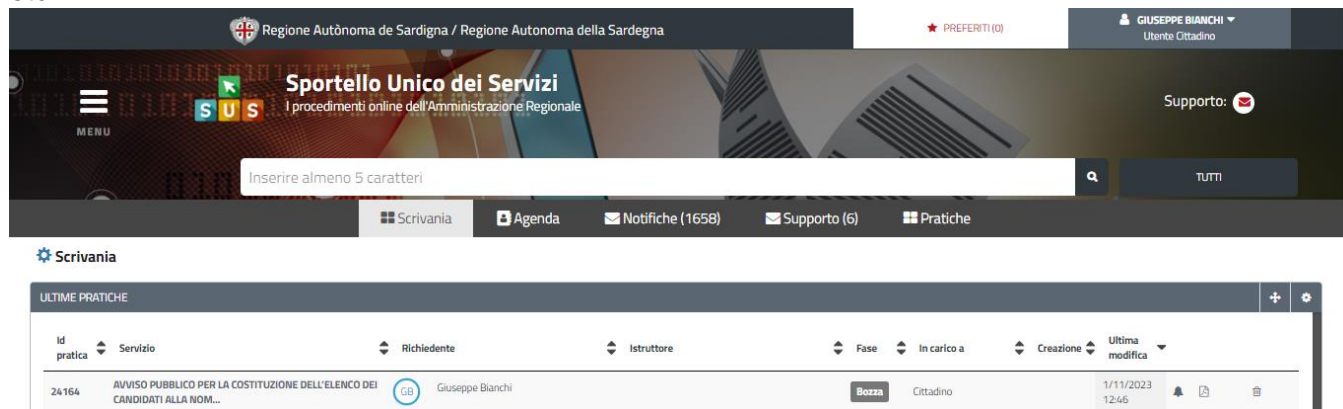 Regione Autònoma de Sardigna / Regione Autonoma della Sardegna
PREFERITI (0)
GIUSEPPE BIANCHI
Utente Cittadino
MENU
SUS
Sportello Unico dei Servizi
I procedimenti online dell'Amministrazione Regionale
Supporto:
Inserire almeno 5 caratteri
TUTTI
Scrivania
Agenda
Notifiche (1658)
Supporto (6)
Pratiche
Scrivania
ULTIME PRATICHE
Id pratica
Servizio
Richiedente
Istruttore
Fase
In carico a
Creazione
Ultima modifica
24164
AVVISO PUBBLICO PER LA COSTITUZIONE DELL'ELENCO DEI
CANDIDATI ALLA NOM...
GB
Giuseppe Bianchi
Bozza
Cittadino
1/11/2023
12:46